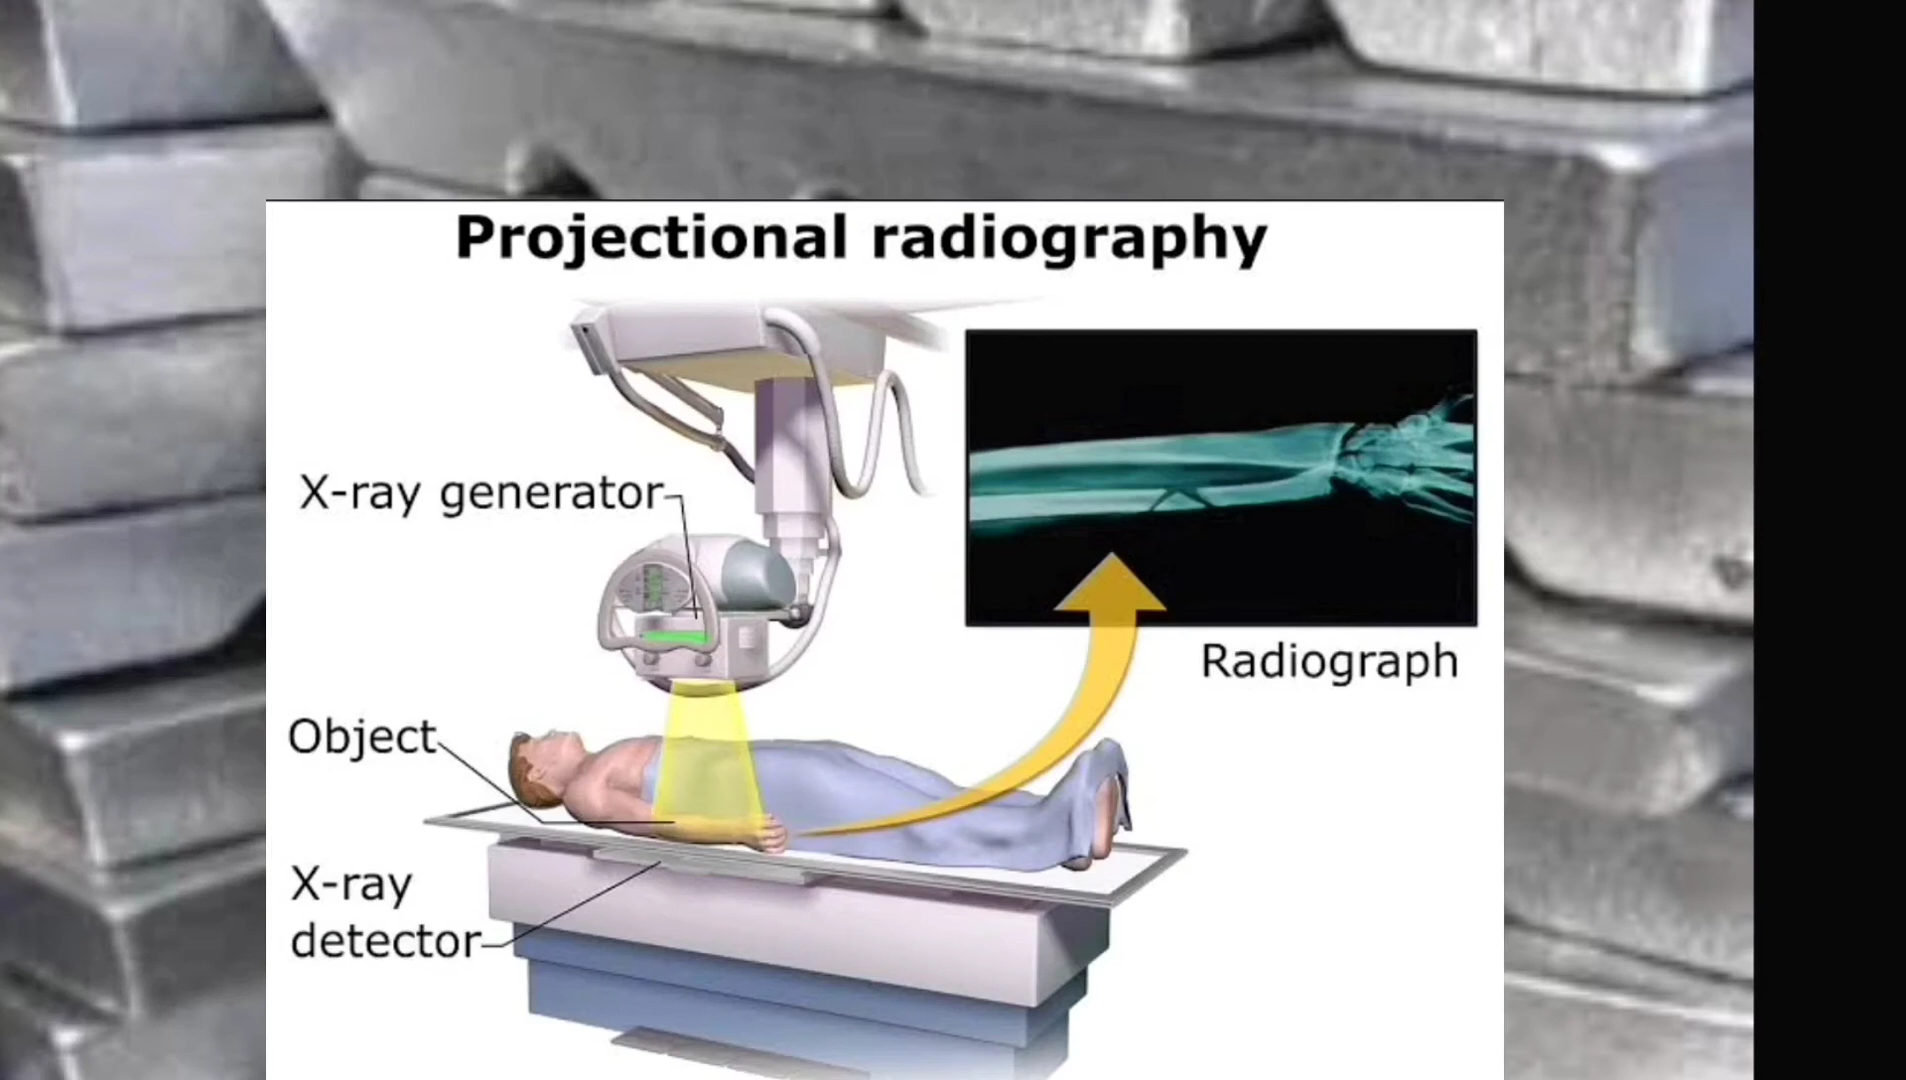 Projectional radiography
X-ray generator
Radiograph
Object
X-ray
detector